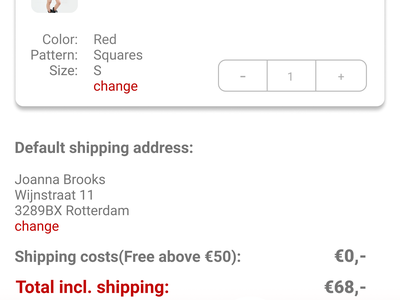 Color: Red
Pattern: Squares
Size: S
change
- 1 +
Default shipping address:
Joanna Brooks
Wijnstraat 11
3289BX Rotterdam
change
Shipping costs(Free above €50): €0,-
Total incl. shipping: €68,-